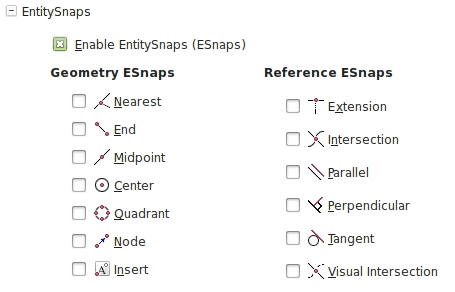 EntitySnaps
Enable EntitySnaps (ESnaps)
Geometry ESnaps
Nearest
End
Midpoint
Center
Quadrant
Node
A Insert
Reference ESnaps
Extension
Intersection
Parallel
Perpendicular
Tangent
Visual Intersection